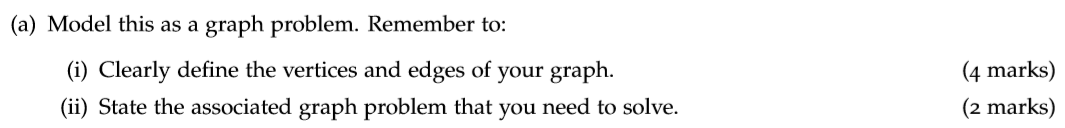 (a) Model this as a graph problem. Remember to:
(i) Clearly define the vertices and edges of your graph. (4 marks)
(ii) State the associated graph problem that you need to solve. (2 marks)